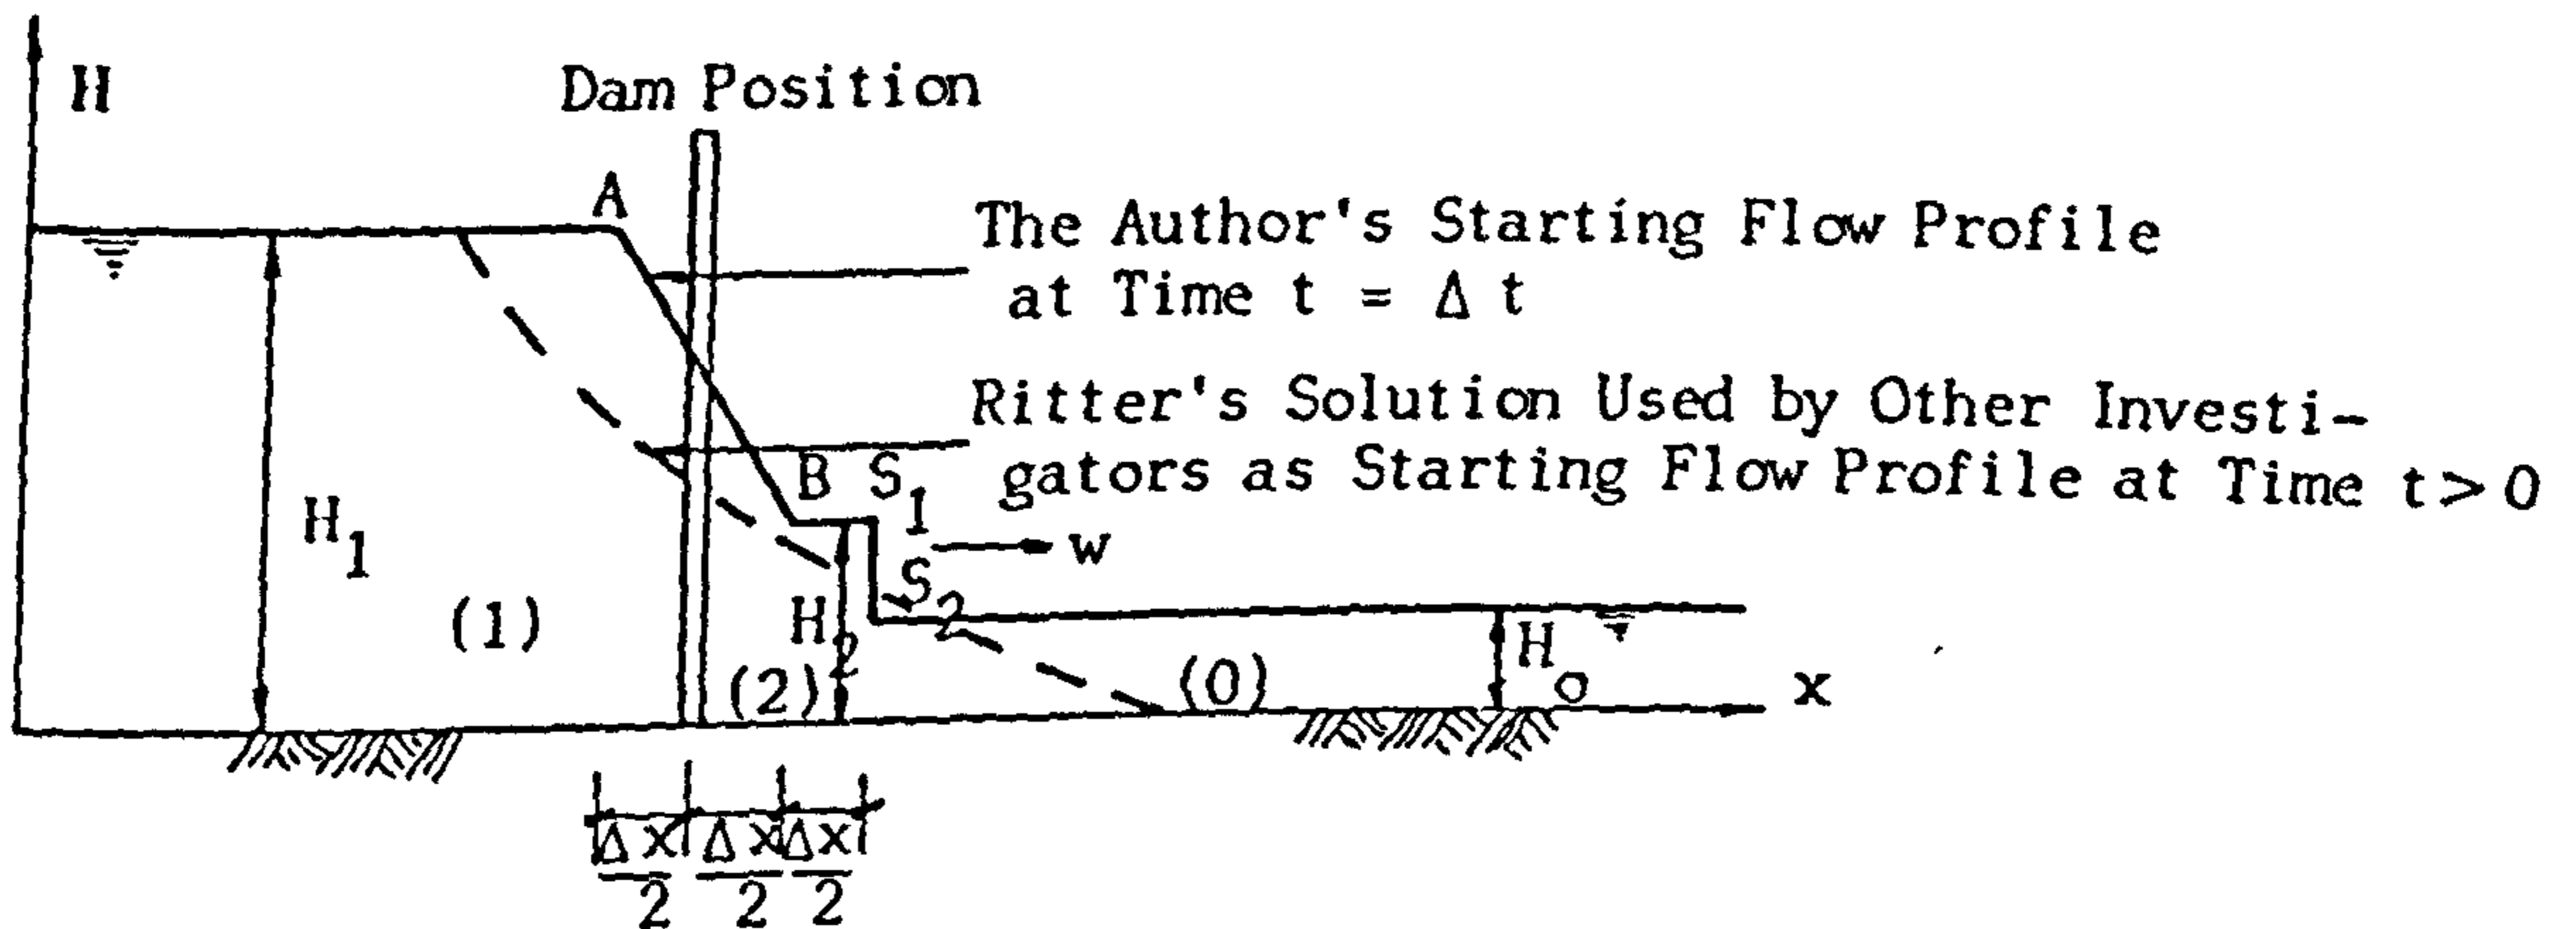 H
Dam Position
A
The Author's Starting Flow Profile
at Time t = Δ t
Ritter's Solution Used by Other Investi-
gators as Starting Flow Profile at Time t > 0
B S₁
w
S₂
H₁
H₂
(1)
(2)
(0)
H₀
x
Δx/2 Δx/2 Δx/2